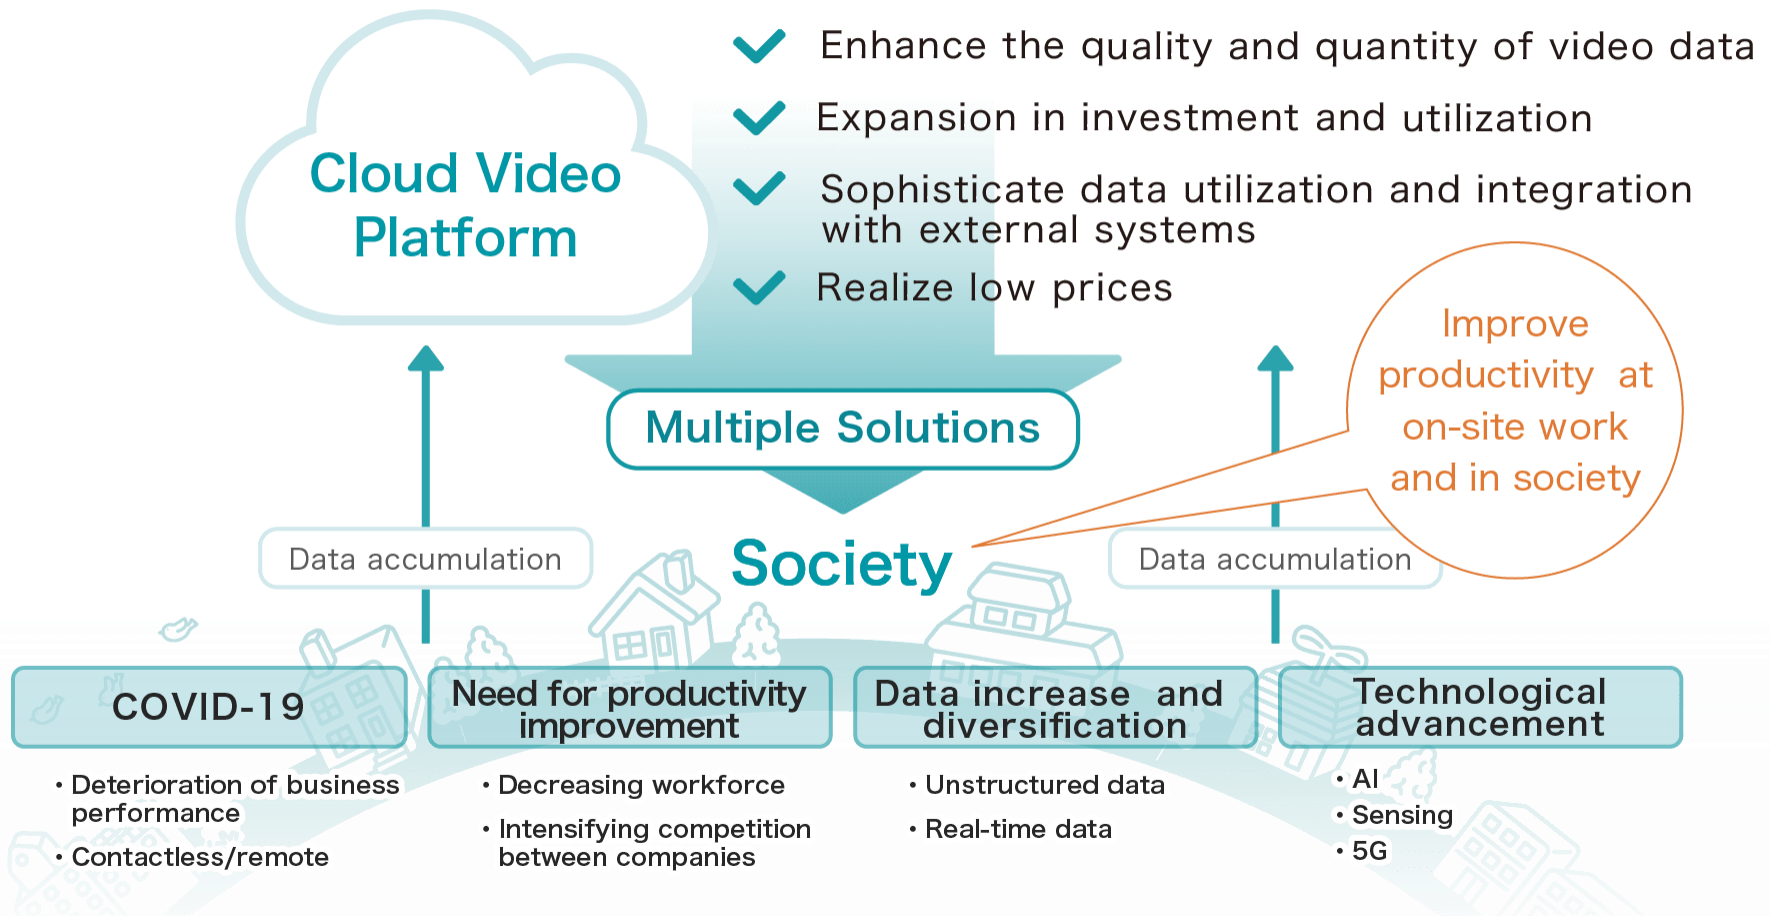 Cloud Video
Platform
Enhance the quality and quantity of video data
Expansion in investment and utilization
Sophisticate data utilization and integration
with external systems
Realize low prices
Improve
productivity at
on-site work
and in society
Multiple Solutions
Society
Data accumulation
Data accumulation
COVID-19
・Deterioration of business
performance
・Contactless/remote
Need for productivity
improvement
・Decreasing workforce
・Intensifying competition
between companies
Data increase and
diversification
・Unstructured data
・Real-time data
Technological
advancement
・AI
・Sensing
・5G